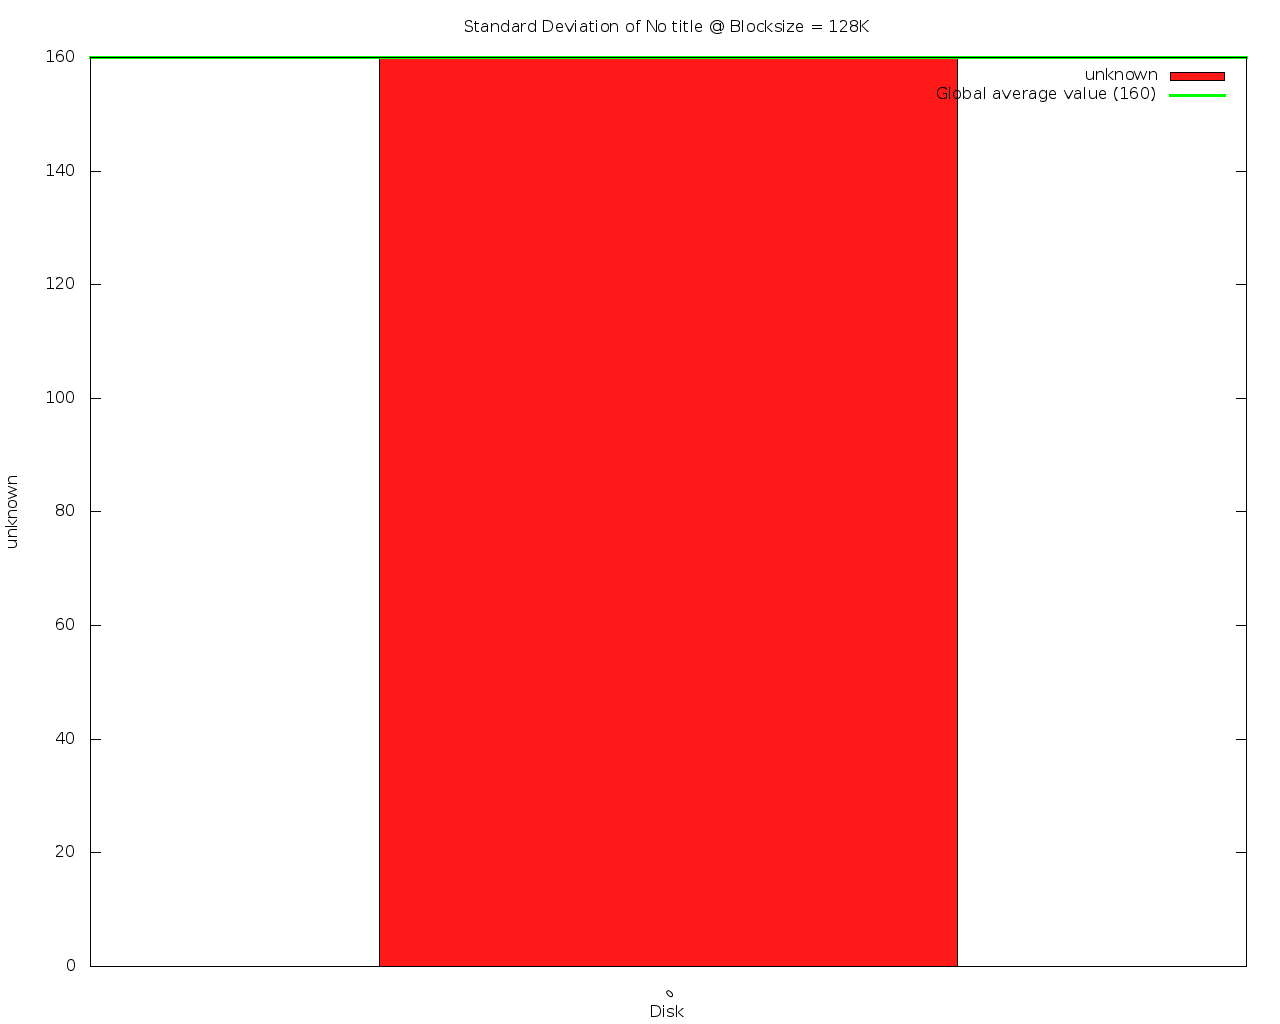 Standard Deviation of No title @ Blocksize = 128K
160
unknown
Global average value (160)
140
120
100
80
unknown
60
40
20
0
0
Disk